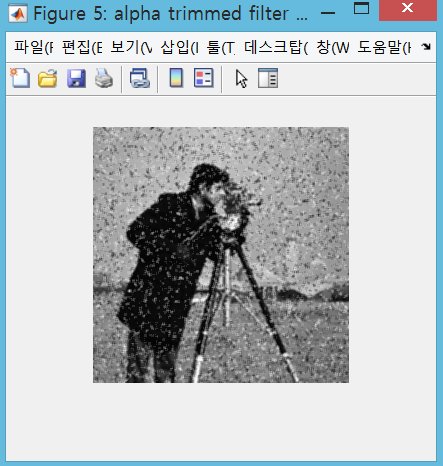 Figure 5: alpha trimmed filter ...
파일(F 편집(E 보기(V 삽입(I 툴(T, 데스크탑( 창(W 도움말(H